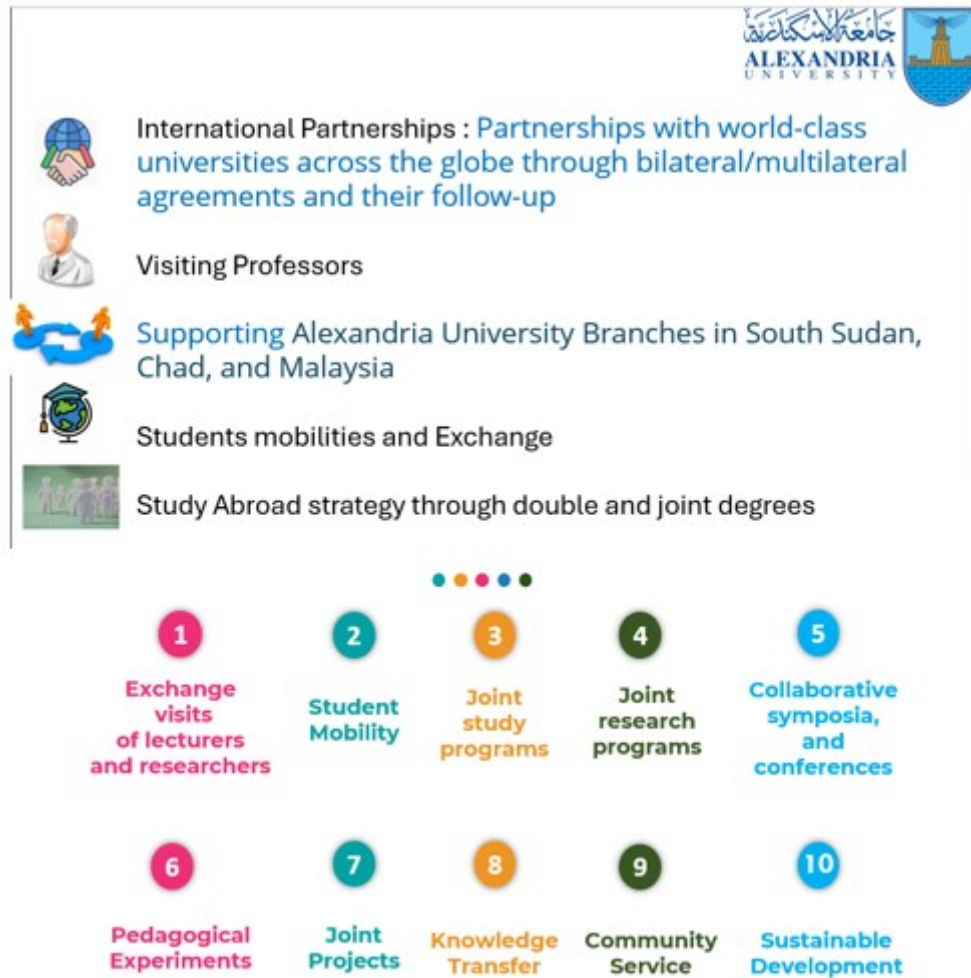 جامعة الإسكندرية
ALEXANDRIA
UNIVERSITY
International Partnerships : Partnerships with world-class
universities across the globe through bilateral/multilateral
agreements and their follow-up
Visiting Professors
Supporting Alexandria University Branches in South Sudan,
Chad, and Malaysia
Students mobilities and Exchange
Study Abroad strategy through double and joint degrees
1
2
3
4
5
Exchange
visits
of lecturers
and researchers
Student
Mobility
Joint
study
programs
Joint
research
programs
Collaborative
symposia,
and
conferences
6
7
8
9
10
Pedagogical
Experiments
Joint
Projects
Knowledge
Transfer
Community
Service
Sustainable
Development